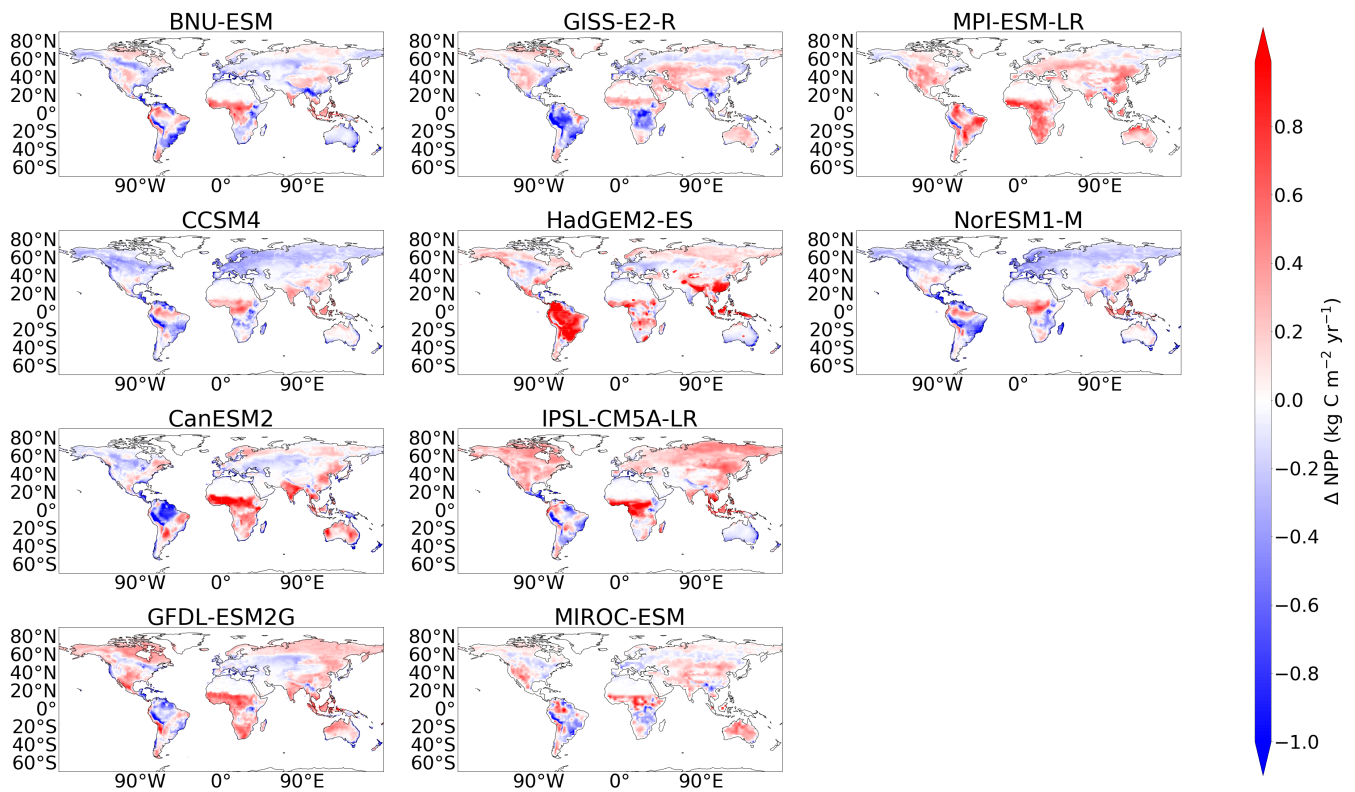 BNU-ESM
80°N
60°N
40°N
20°N
0°
20°S
40°S
60°S
90°W 0° 90°E
GISS-E2-R
80°N
60°N
40°N
20°N
0°
20°S
40°S
60°S
90°W 0° 90°E
MPI-ESM-LR
80°N
60°N
40°N
20°N
0°
20°S
40°S
60°S
90°W 0° 90°E
CCSM4
80°N
60°N
40°N
20°N
0°
20°S
40°S
60°S
90°W 0° 90°E
HadGEM2-ES
80°N
60°N
40°N
20°N
0°
20°S
40°S
60°S
90°W 0° 90°E
NorESM1-M
80°N
60°N
40°N
20°N
0°
20°S
40°S
60°S
90°W 0° 90°E
CanESM2
80°N
60°N
40°N
20°N
0°
20°S
40°S
60°S
90°W 0° 90°E
IPSL-CM5A-LR
80°N
60°N
40°N
20°N
0°
20°S
40°S
60°S
90°W 0° 90°E
GFDL-ESM2G
80°N
60°N
40°N
20°N
0°
20°S
40°S
60°S
90°W 0° 90°E
MIROC-ESM
80°N
60°N
40°N
20°N
0°
20°S
40°S
60°S
90°W 0° 90°E
0.8
0.6
0.4
0.2
0.0
−0.2
−0.4
−0.6
−0.8
−1.0
Δ NPP (kg C m⁻² yr⁻¹)